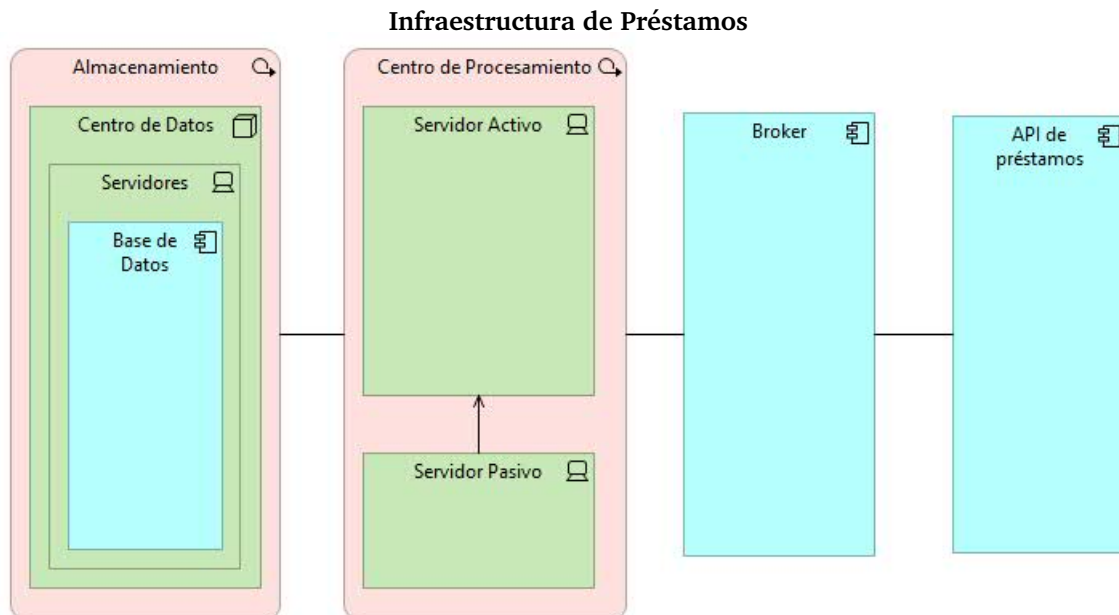 Infraestructura de Préstamos
Almacenamiento
Centro de Datos
Servidores
Base de
Datos
Centro de Procesamiento
Servidor Activo
Servidor Pasivo
Broker
API de
préstamos